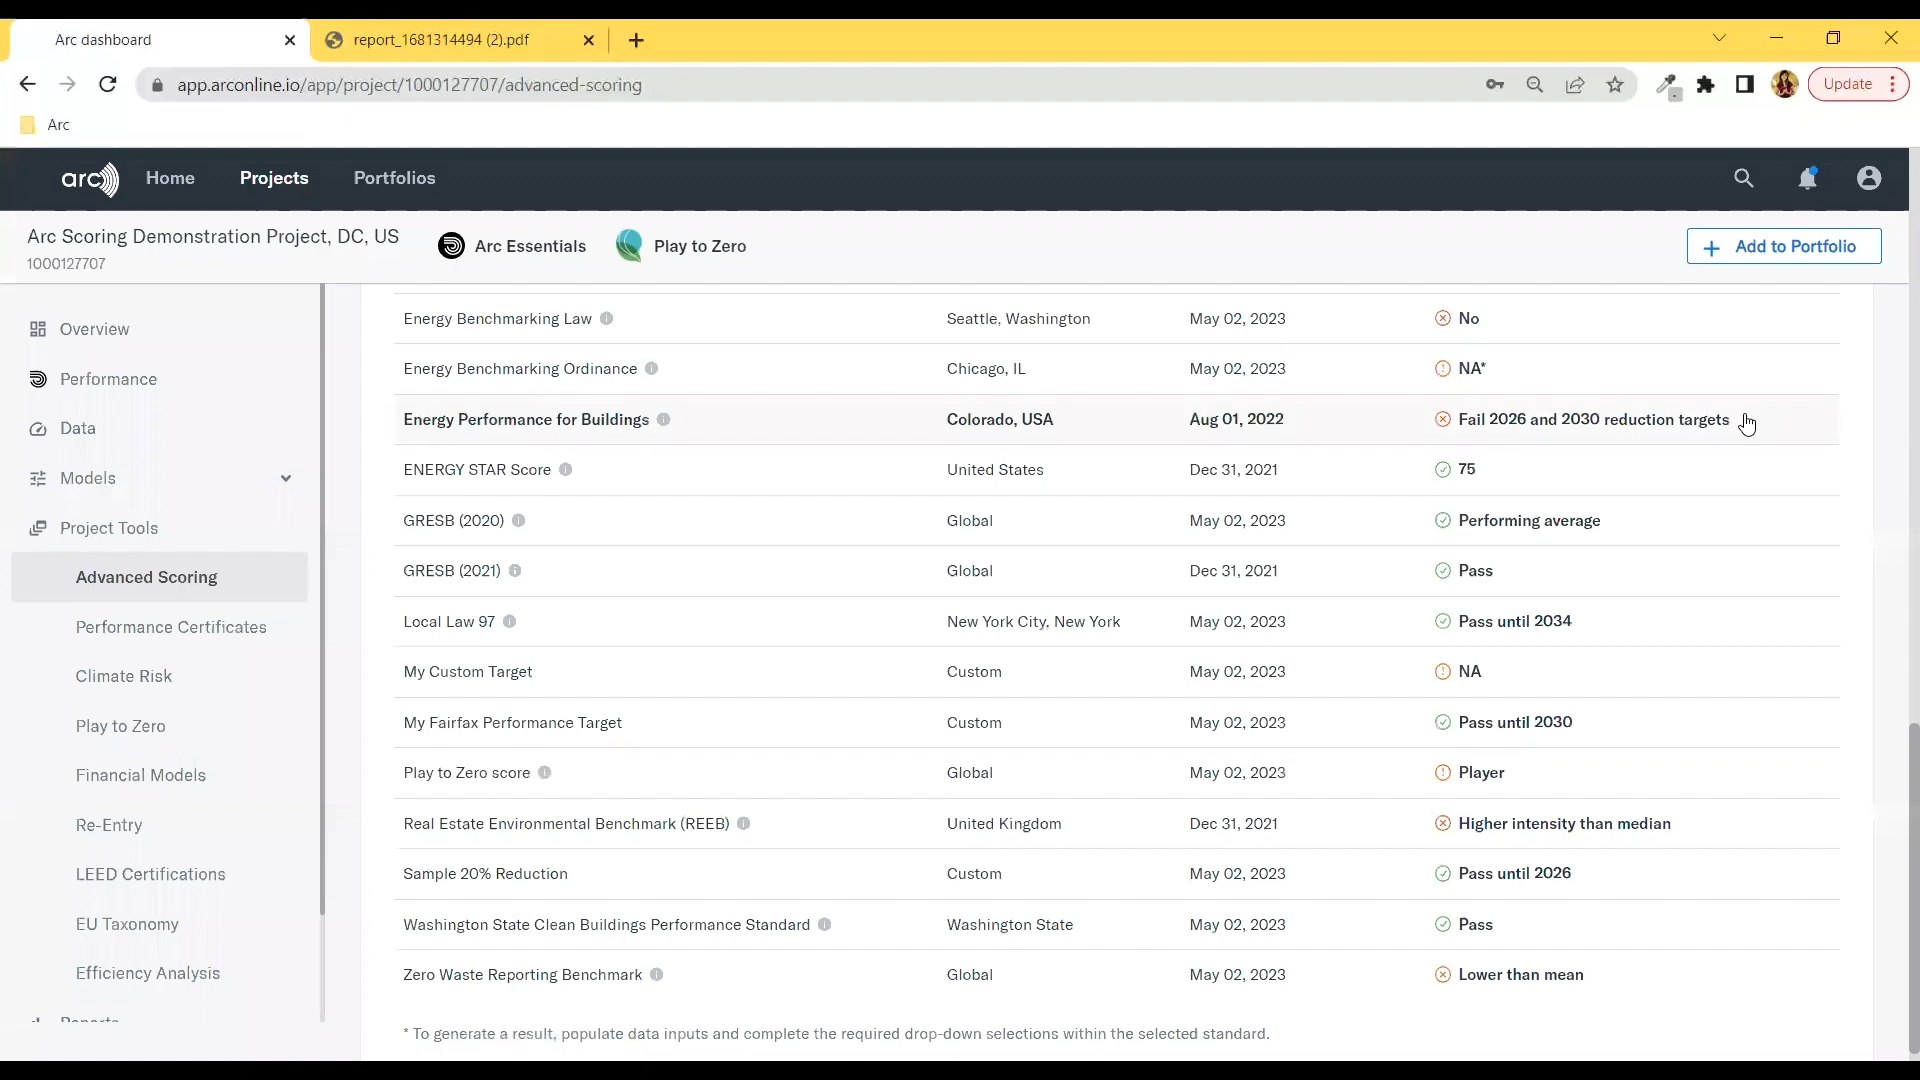 Arc dashboard
report_1681314494 (2).pdf
app.arconline.io/app/project/1000127707/advanced-scoring
Update
Arc
arc
Home
Projects
Portfolios
Arc Scoring Demonstration Project, DC, US
1000127707
Arc Essentials
Play to Zero
Add to Portfolio
Overview
Performance
Data
Models
Project Tools
Advanced Scoring
Performance Certificates
Climate Risk
Play to Zero
Financial Models
Re-Entry
LEED Certifications
EU Taxonomy
Efficiency Analysis
Reports
Energy Benchmarking Law Seattle, Washington May 02, 2023 No
Energy Benchmarking Ordinance Chicago, IL May 02, 2023 NA*
Energy Performance for Buildings Colorado, USA Aug 01, 2022 Fail 2026 and 2030 reduction targets
ENERGY STAR Score United States Dec 31, 2021 75
GRESB (2020) Global May 02, 2023 Performing average
GRESB (2021) Global Dec 31, 2021 Pass
Local Law 97 New York City, New York May 02, 2023 Pass until 2034
My Custom Target Custom May 02, 2023 NA
My Fairfax Performance Target Custom May 02, 2023 Pass until 2030
Play to Zero score Global May 02, 2023 Player
Real Estate Environmental Benchmark (REEB) United Kingdom Dec 31, 2021 Higher intensity than median
Sample 20% Reduction Custom May 02, 2023 Pass until 2026
Washington State Clean Buildings Performance Standard Washington State May 02, 2023 Pass
Zero Waste Reporting Benchmark Global May 02, 2023 Lower than mean
* To generate a result, populate data inputs and complete the required drop-down selections within the selected standard.